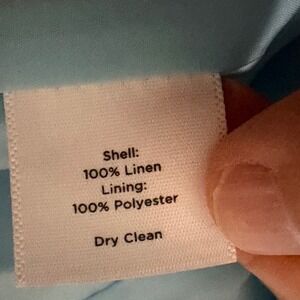 Shell:
100% Linen
Lining:
100% Polyester
Dry Clean